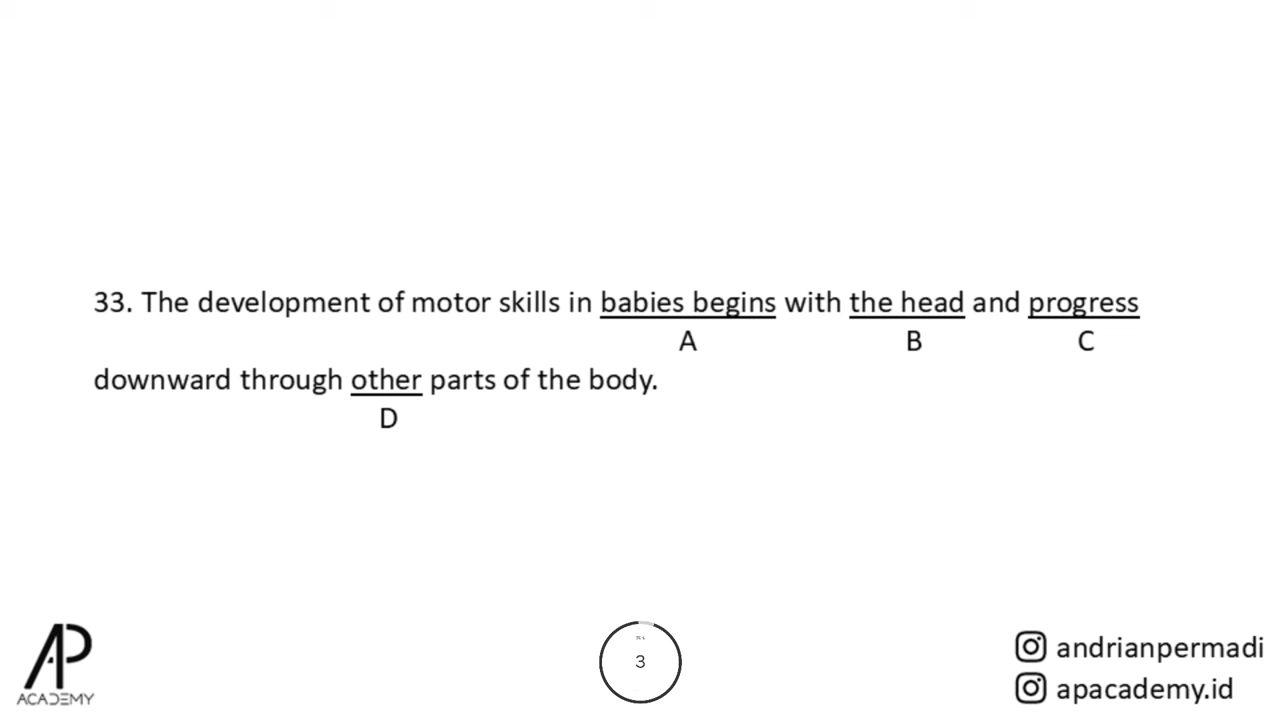 33. The development of motor skills in babies begins with the head and progress
A B C
downward through other parts of the body.
D
AP
ACADEMY
3
andrianpermadi
apacademy.id